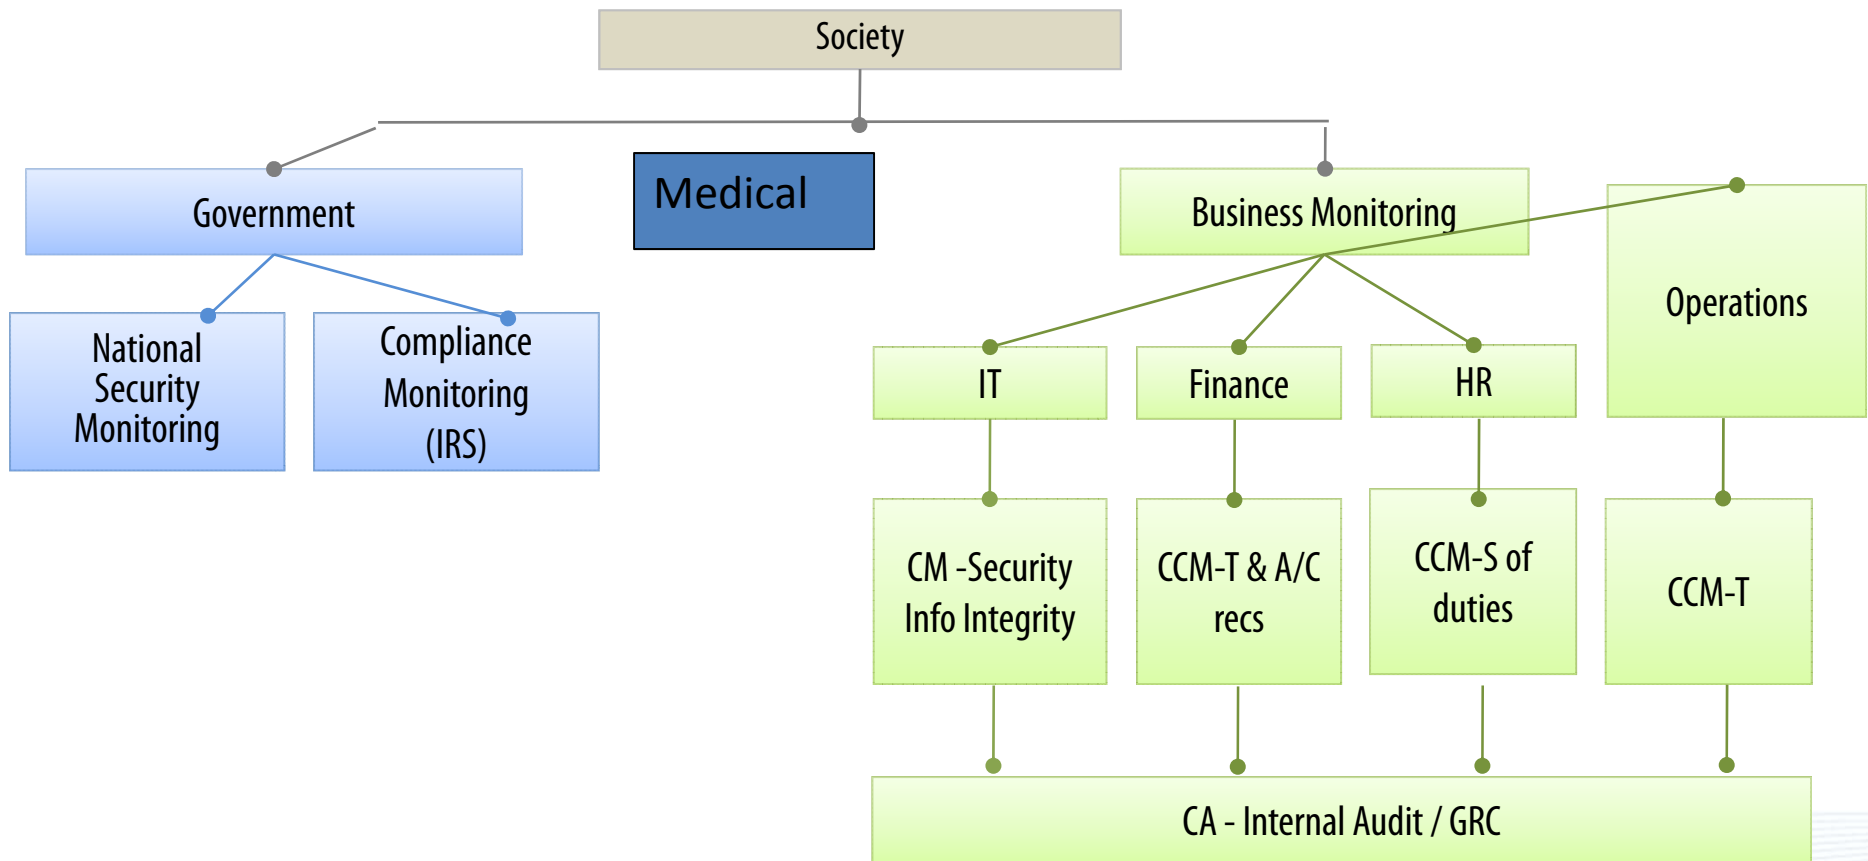 Society
Government
Medical
Business Monitoring
Operations
National
Security
Monitoring
Compliance
Monitoring
(IRS)
IT
Finance
HR
CM -Security
Info Integrity
CCM-T & A/C
recs
CCM-S of
duties
CCM-T
CA - Internal Audit / GRC